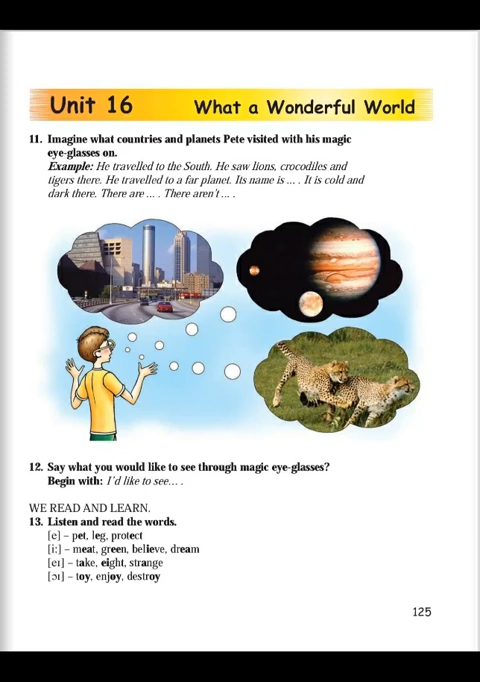 Unit 16 What a Wonderful World
11. Imagine what countries and planets Pete visited with his magic
eye-glasses on.
Example: He travelled to the South. He saw lions, crocodiles and
tigers there. He travelled to a far planet. Its name is ... . It is cold and
dark there. There are ... . There aren't ... .
12. Say what you would like to see through magic eye-glasses?
Begin with: I'd like to see... .
WE READ AND LEARN.
13. Listen and read the words.
[e] – pet, leg, protect
[i:] – meat, green, believe, dream
[eɪ] – take, eight, strange
[ɔɪ] – toy, enjoy, destroy
125